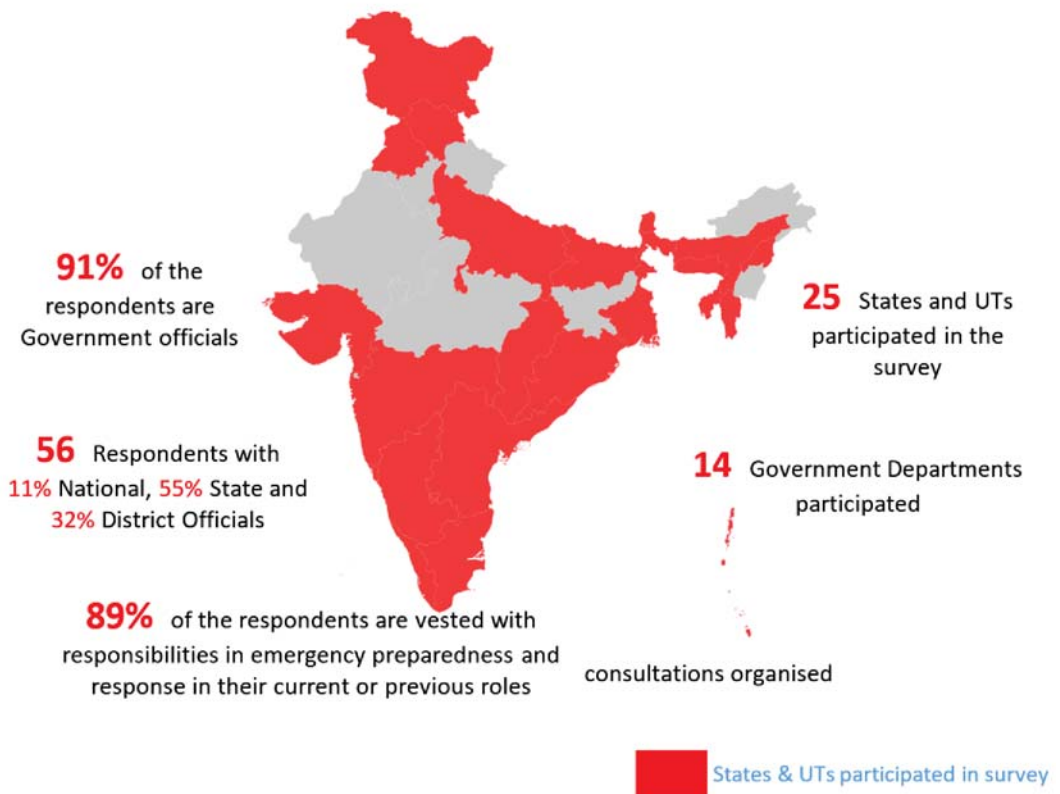 91% of the
respondents are
Government officials
56 Respondents with
11% National, 55% State and
32% District Officials
89% of the respondents are vested with
responsibilities in emergency preparedness and
response in their current or previous roles
25 States and UTs
participated in the
survey
14 Government Departments
participated
consultations organised
States & UTs participated in survey